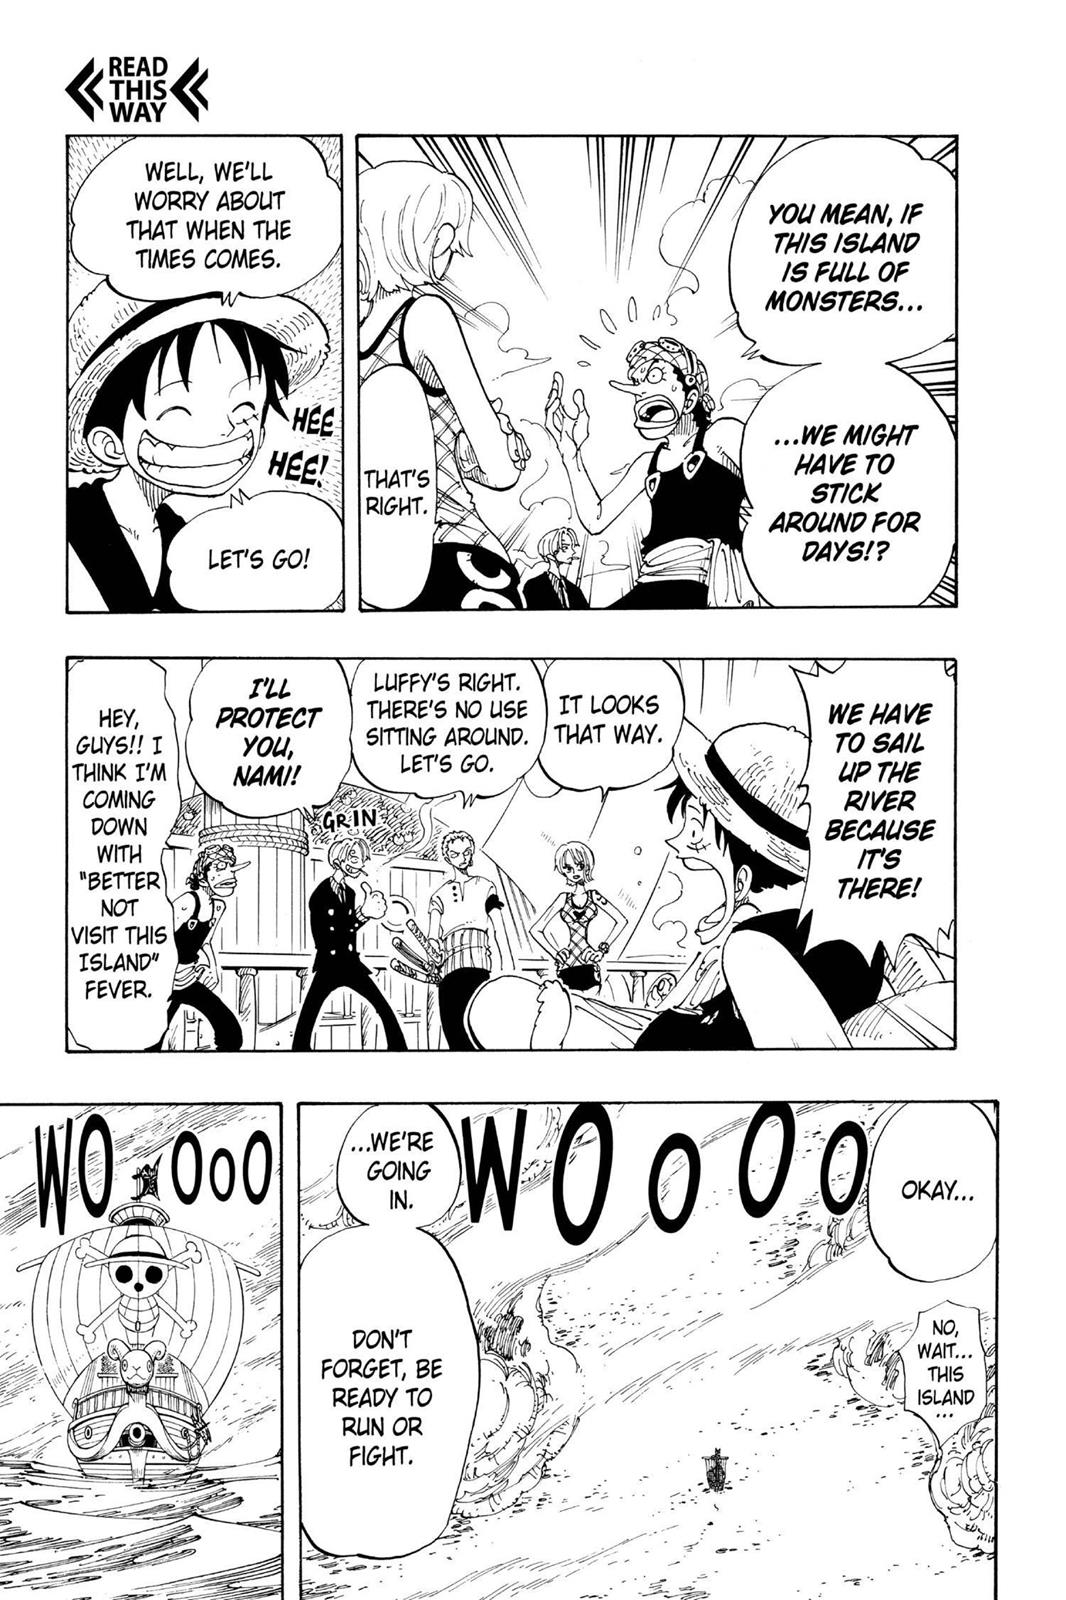 READ
THIS
WAY
YOU MEAN, IF
THIS ISLAND
IS FULL OF
MONSTERS...
...WE MIGHT
HAVE TO
STICK
AROUND FOR
DAYS!?
THAT'S
RIGHT.
WELL, WE'LL
WORRY ABOUT
THAT WHEN THE
TIMES COMES.
HEE
HEE!
LET'S GO!
WE HAVE
TO SAIL
UP THE
RIVER
BECAUSE
IT'S
THERE!
IT LOOKS
THAT WAY.
LUFFY'S RIGHT.
THERE'S NO USE
SITTING AROUND.
LET'S GO.
I'LL
PROTECT
YOU,
NAMI!
GRIN
HEY,
GUYS!! I
THINK I'M
COMING
DOWN
WITH
"BETTER
NOT
VISIT THIS
ISLAND"
FEVER.
OKAY...
NO,
WAIT...
THIS
ISLAND
...
WOoOo
...WE'RE
GOING
IN.
DON'T
FORGET, BE
READY TO
RUN OR
FIGHT.
WO OoO